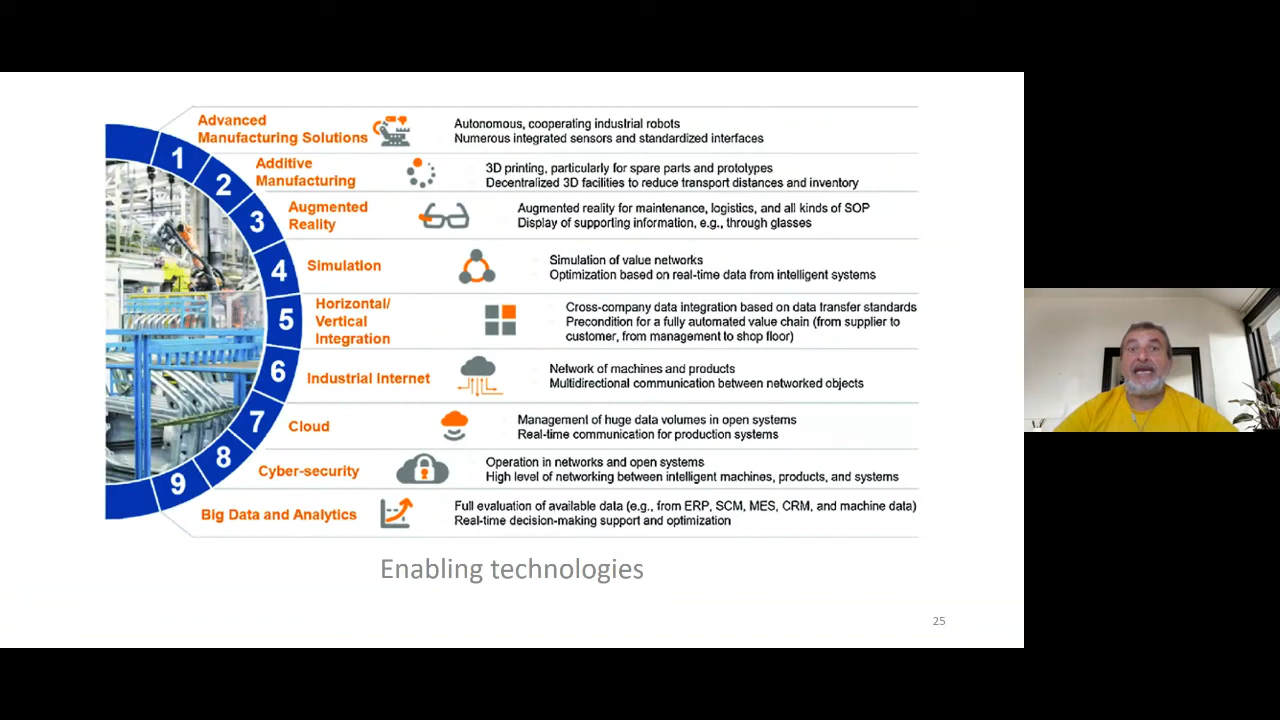 Advanced
Manufacturing Solutions
Autonomous, cooperating industrial robots
Numerous integrated sensors and standardized interfaces
1
Additive
Manufacturing
3D printing, particularly for spare parts and prototypes
Decentralized 3D facilities to reduce transport distances and inventory
2
Augmented
Reality
Augmented reality for maintenance, logistics, and all kinds of SOP
Display of supporting information, e.g., through glasses
3
Simulation
Simulation of value networks
Optimization based on real-time data from intelligent systems
4
Horizontal/
Vertical
Integration
Cross-company data integration based on data transfer standards
Precondition for a fully automated value chain (from supplier to
customer, from management to shop floor)
5
Industrial Internet
Network of machines and products
Multidirectional communication between networked objects
6
Cloud
Management of huge data volumes in open systems
Real-time communication for production systems
7
Cyber-security
Operation in networks and open systems
High level of networking between intelligent machines, products, and systems
8
Big Data and Analytics
Full evaluation of available data (e.g., from ERP, SCM, MES, CRM, and machine data)
Real-time decision-making support and optimization
9
Enabling technologies
25